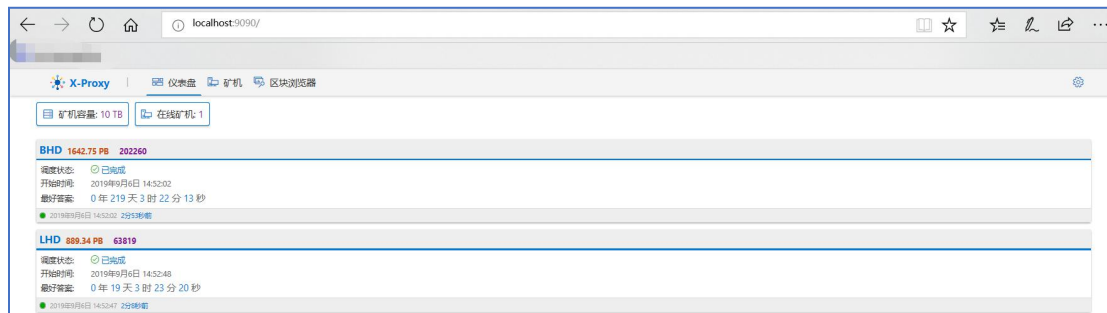 localhost:9090/
X-Proxy 仪表盘 矿机 区块浏览器
矿机容量: 10 TB 在线矿机: 1
BHD 1642.75 PB 202260
调度状态: 已完成
开始时间: 2019年9月6日 14:52:02
最好答案: 0 年 219 天 3 时 22 分 13 秒
2019年9月6日 14:52:02 2分53秒前
LHD 889.34 PB 63819
调度状态: 已完成
开始时间: 2019年9月6日 14:52:48
最好答案: 0 年 19 天 3 时 23 分 20 秒
2019年9月6日 14:52:47 2分8秒前